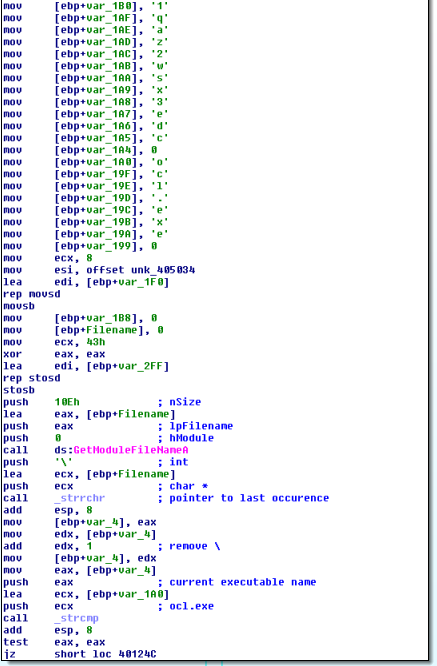 mov [ebp+var_1B0], '1'
mov [ebp+var_1AF], 'q'
mov [ebp+var_1AE], 'a'
mov [ebp+var_1AD], 'z'
mov [ebp+var_1AC], '2'
mov [ebp+var_1AB], 'w'
mov [ebp+var_1AA], 's'
mov [ebp+var_1A9], 'x'
mov [ebp+var_1A8], '3'
mov [ebp+var_1A7], 'e'
mov [ebp+var_1A6], 'd'
mov [ebp+var_1A5], 'c'
mov [ebp+var_1A4], 0
mov [ebp+var_1A0], 'o'
mov [ebp+var_19F], 'c'
mov [ebp+var_19E], 'l'
mov [ebp+var_19D], '.'
mov [ebp+var_19C], 'e'
mov [ebp+var_19B], 'x'
mov [ebp+var_19A], 'e'
mov [ebp+var_199], 0
mov ecx, 8
mov esi, offset unk_405034
lea edi, [ebp+var_1F0]
rep movsd
movsb
mov [ebp+var_1B8], 0
mov [ebp+Filename], 0
mov ecx, 43h
xor eax, eax
lea edi, [ebp+var_2FF]
rep stosd
stosb
push 10Eh ; nSize
lea eax, [ebp+Filename]
push eax ; lpFilename
push 0 ; hModule
call ds:GetModuleFileNameA
push '\' ; int
lea ecx, [ebp+Filename]
push ecx ; char *
call _strrchr ; pointer to last occurence
add esp, 8
mov [ebp+var_4], eax
mov edx, [ebp+var_4]
add edx, 1 ; remove \
mov [ebp+var_4], edx
mov eax, [ebp+var_4]
push eax ; current executable name
lea ecx, [ebp+var_1A0]
push ecx ; ocl.exe
call _strcmp
add esp, 8
test eax, eax
jz short loc_40124C